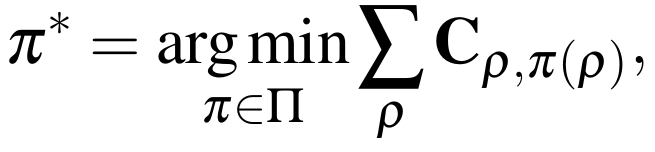 π* = arg min_{π∈Π} ∑_ρ C_{ρ,π(ρ)},